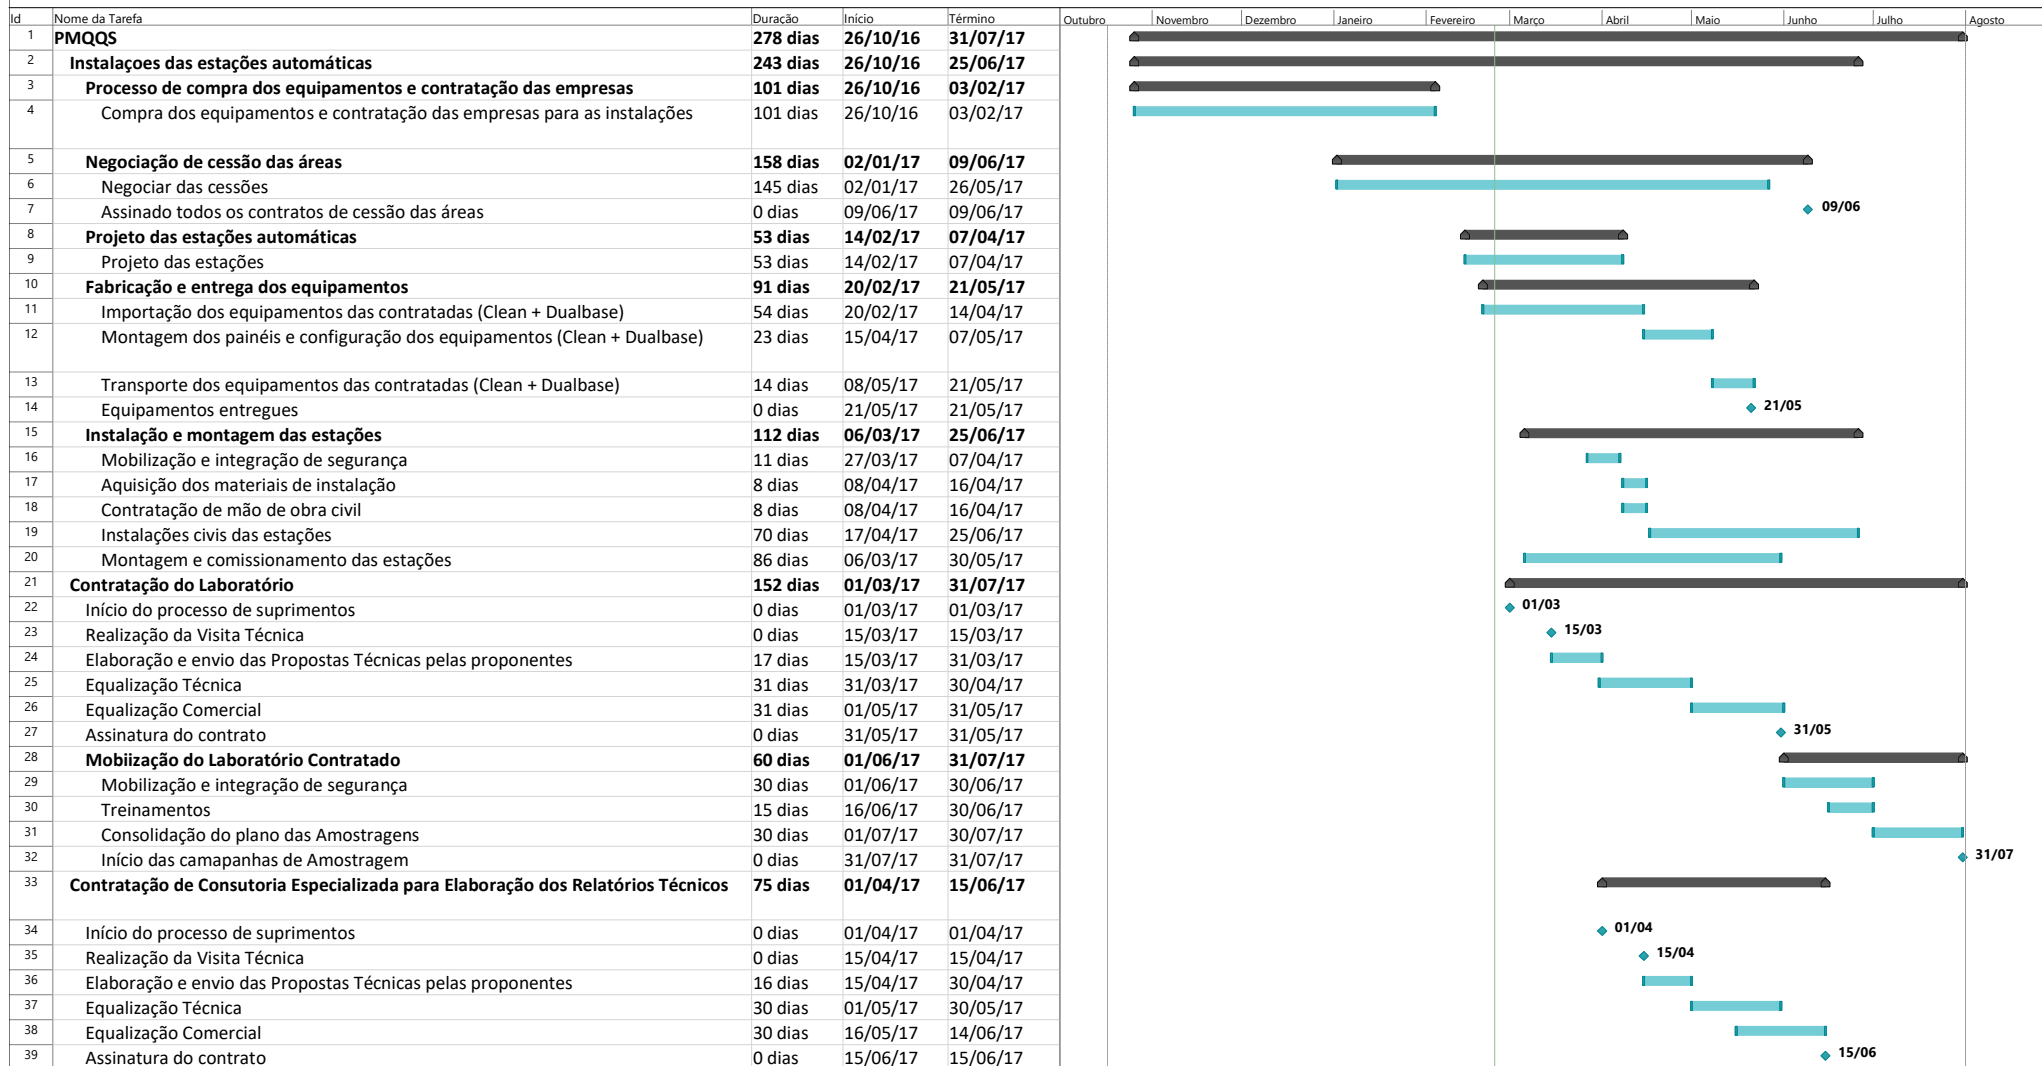 Id Nome da Tarefa Duração Início Término Outubro Novembro Dezembro Janeiro Fevereiro Março Abril Maio Junho Julho Agosto
1 PMQQS 278 dias 26/10/16 31/07/17
2 Instalaçoes das estações automáticas 243 dias 26/10/16 25/06/17
3 Processo de compra dos equipamentos e contratação das empresas 101 dias 26/10/16 03/02/17
4 Compra dos equipamentos e contratação das empresas para as instalações 101 dias 26/10/16 03/02/17
5 Negociação de cessão das áreas 158 dias 02/01/17 09/06/17
6 Negociar das cessões 145 dias 02/01/17 26/05/17
7 Assinado todos os contratos de cessão das áreas 0 dias 09/06/17 09/06/17 09/06
8 Projeto das estações automáticas 53 dias 14/02/17 07/04/17
9 Projeto das estações 53 dias 14/02/17 07/04/17
10 Fabricação e entrega dos equipamentos 91 dias 20/02/17 21/05/17
11 Importação dos equipamentos das contratadas (Clean + Dualbase) 54 dias 20/02/17 14/04/17
12 Montagem dos painéis e configuração dos equipamentos (Clean + Dualbase) 23 dias 15/04/17 07/05/17
13 Transporte dos equipamentos das contratadas (Clean + Dualbase) 14 dias 08/05/17 21/05/17
14 Equipamentos entregues 0 dias 21/05/17 21/05/17 21/05
15 Instalação e montagem das estações 112 dias 06/03/17 25/06/17
16 Mobilização e integração de segurança 11 dias 27/03/17 07/04/17
17 Aquisição dos materiais de instalação 8 dias 08/04/17 16/04/17
18 Contratação de mão de obra civil 8 dias 08/04/17 16/04/17
19 Instalações civis das estações 70 dias 17/04/17 25/06/17
20 Montagem e comissionamento das estações 86 dias 06/03/17 30/05/17
21 Contratação do Laboratório 152 dias 01/03/17 31/07/17
22 Início do processo de suprimentos 0 dias 01/03/17 01/03/17 01/03
23 Realização da Visita Técnica 0 dias 15/03/17 15/03/17 15/03
24 Elaboração e envio das Propostas Técnicas pelas proponentes 17 dias 15/03/17 31/03/17
25 Equalização Técnica 31 dias 31/03/17 30/04/17
26 Equalização Comercial 31 dias 01/05/17 31/05/17
27 Assinatura do contrato 0 dias 31/05/17 31/05/17 31/05
28 Mobiização do Laboratório Contratado 60 dias 01/06/17 31/07/17
29 Mobilização e integração de segurança 30 dias 01/06/17 30/06/17
30 Treinamentos 15 dias 16/06/17 30/06/17
31 Consolidação do plano das Amostragens 30 dias 01/07/17 30/07/17
32 Início das camapanhas de Amostragem 0 dias 31/07/17 31/07/17 31/07
33 Contratação de Consutoria Especializada para Elaboração dos Relatórios Técnicos 75 dias 01/04/17 15/06/17
34 Início do processo de suprimentos 0 dias 01/04/17 01/04/17 01/04
35 Realização da Visita Técnica 0 dias 15/04/17 15/04/17 15/04
36 Elaboração e envio das Propostas Técnicas pelas proponentes 16 dias 15/04/17 30/04/17
37 Equalização Técnica 30 dias 01/05/17 30/05/17
38 Equalização Comercial 30 dias 16/05/17 14/06/17
39 Assinatura do contrato 0 dias 15/06/17 15/06/17 15/06